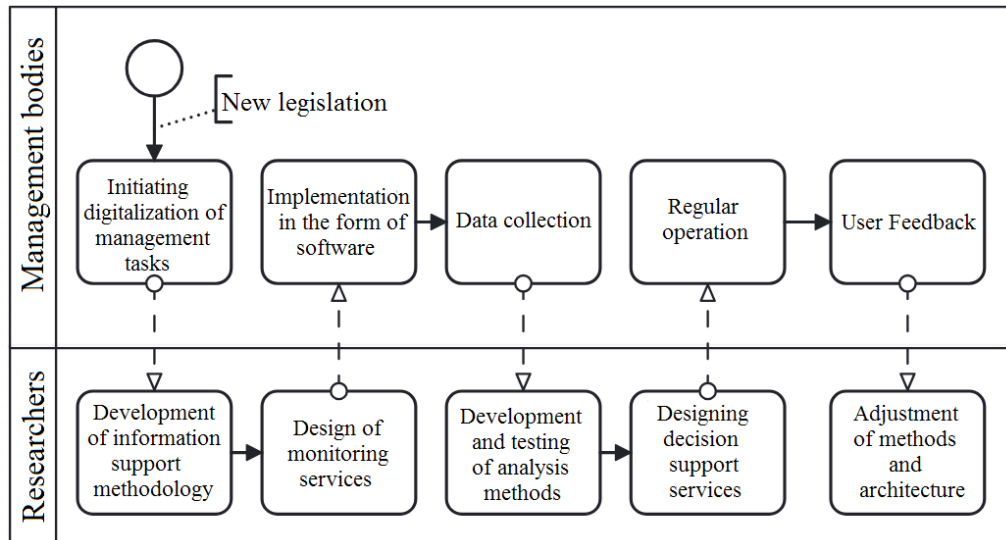 Management bodies
New legislation
Initiating
digitalization of
management
tasks
Implementation
in the form of
software
Data collection
Regular
operation
User Feedback
Researchers
Development
of information
support
methodology
Design of
monitoring
services
Development
and testing
of analysis
methods
Designing
decision
support
services
Adjustment
of methods
and
architecture